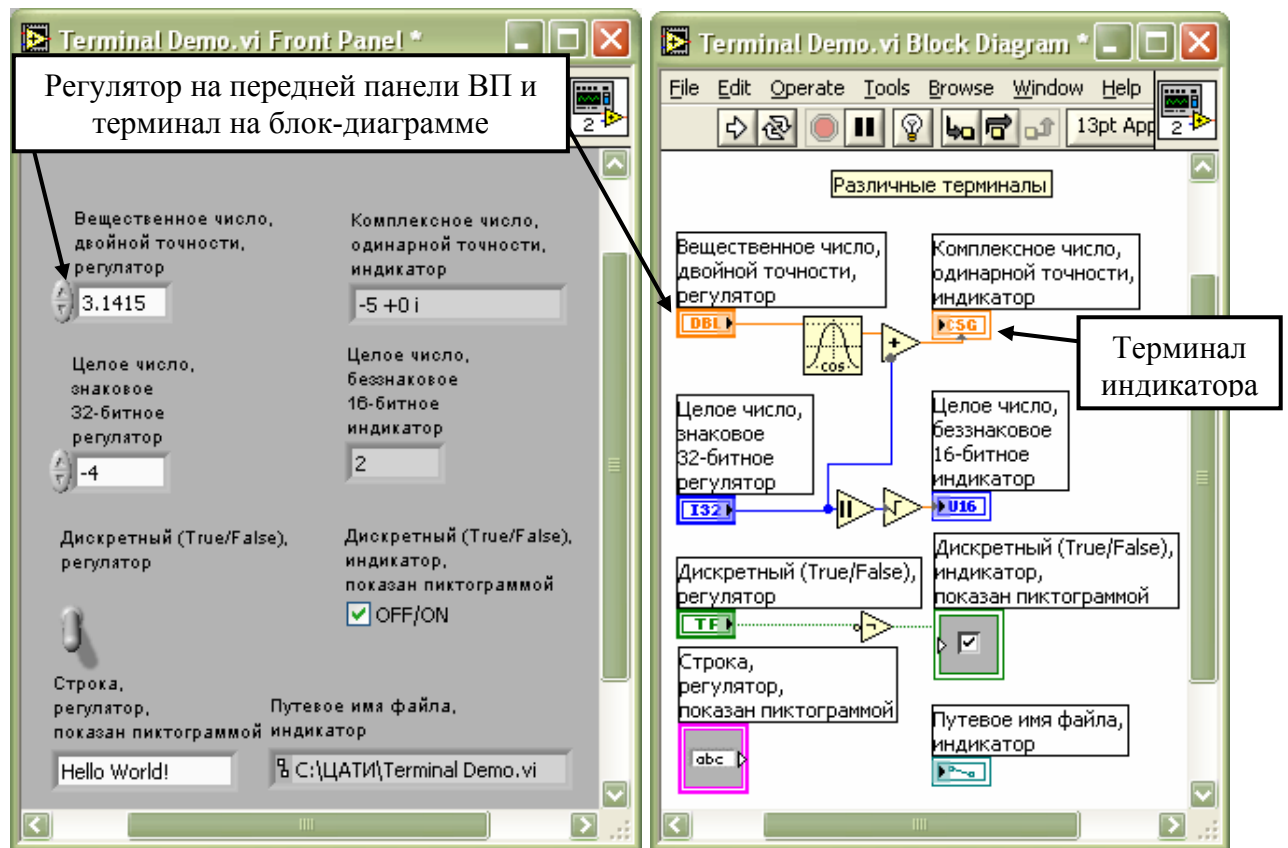 Terminal Demo.vi Front Panel *
Регулятор на передней панели ВП и
терминал на блок-диаграмме
2
Вещественное число,
двойной точности,
регулятор
3.1415
Комплексное число,
одинарной точности,
индикатор
-5 +0 i
Целое число,
знаковое
32-битное
регулятор
-4
Целое число,
беззнаковое
16-битное
индикатор
2
Дискретный (True/False),
регулятор
Дискретный (True/False),
индикатор,
показан пиктограммой
OFF/ON
Строка,
регулятор,
показан пиктограммой
Hello World!
Путевое имя файла,
индикатор
C:\ЦАТИ\Terminal Demo.vi
Terminal Demo.vi Block Diagram *
File Edit Operate Tools Browse Window Help
13pt App
2
Различные терминалы
Вещественное число,
двойной точности,
регулятор
DBL
COS
Комплексное число,
одинарной точности,
индикатор
CSG
Терминал
индикатора
Целое число,
знаковое
32-битное
регулятор
I32
Целое число,
беззнаковое
16-битное
индикатор
U16
Дискретный (True/False),
регулятор
TF
Дискретный (True/False),
индикатор,
показан пиктограммой
Строка,
регулятор,
показан пиктограммой
abc
Путевое имя файла,
индикатор